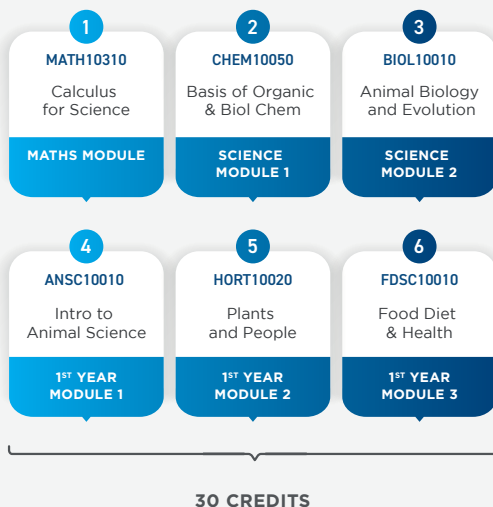 1
MATH10310
Calculus
for Science
MATHS MODULE
2
CHEM10050
Basis of Organic
& Biol Chem
SCIENCE
MODULE 1
3
BIOL10010
Animal Biology
and Evolution
SCIENCE
MODULE 2
4
ANSC10010
Intro to
Animal Science
1ST YEAR
MODULE 1
5
HORT10020
Plants
and People
1ST YEAR
MODULE 2
6
FDSC10010
Food Diet
& Health
1ST YEAR
MODULE 3
30 CREDITS